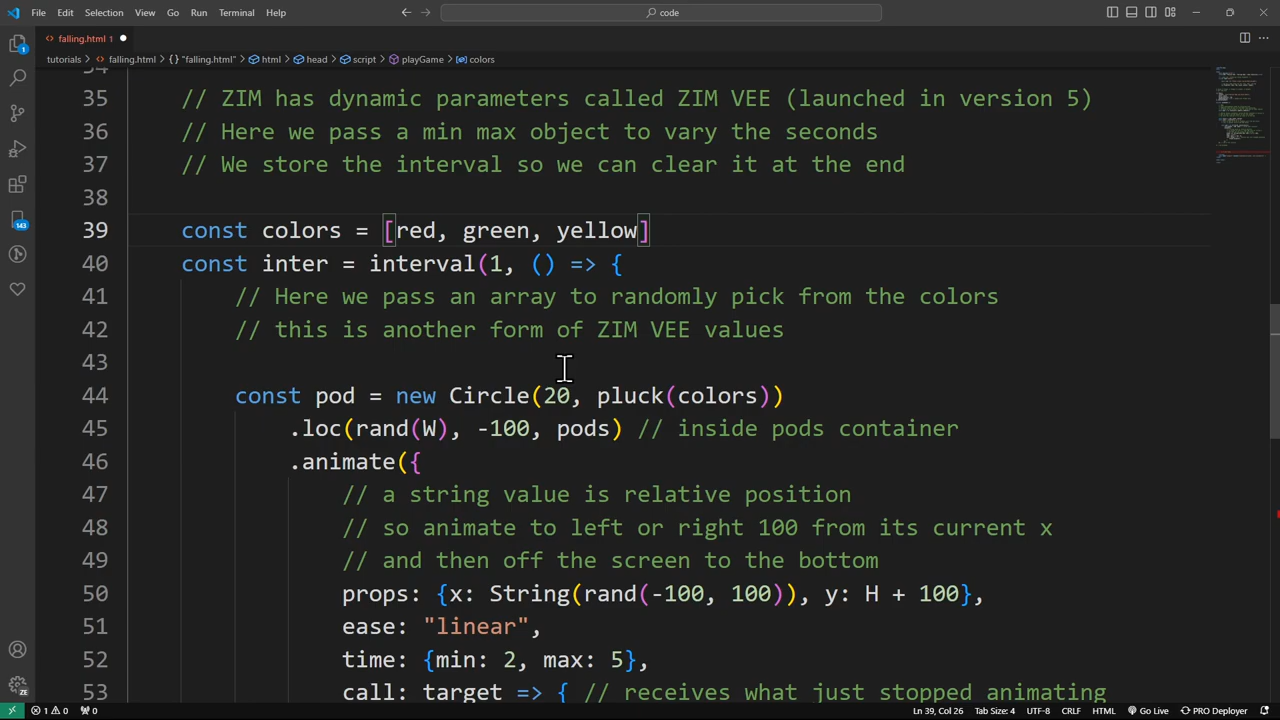 File Edit Selection View Go Run Terminal Help
code
falling.html 1
tutorials > falling.html > {} "falling.html" > html > head > script > playGame > colors
35 // ZIM has dynamic parameters called ZIM VEE (launched in version 5)
36 // Here we pass a min max object to vary the seconds
37 // We store the interval so we can clear it at the end
38
39 const colors = [red, green, yellow]
40 const inter = interval(1, () => {
41 // Here we pass an array to randomly pick from the colors
42 // this is another form of ZIM VEE values
43
44 const pod = new Circle(20, pluck(colors))
45 .loc(rand(W), -100, pods) // inside pods container
46 .animate({
47 // a string value is relative position
48 // so animate to left or right 100 from its current x
49 // and then off the screen to the bottom
50 props: {x: String(rand(-100, 100)), y: H + 100},
51 ease: "linear",
52 time: {min: 2, max: 5},
53 call: target => { // receives what just stopped animating
1
143
ZE
1 0 0
Ln 39, Col 26 Tab Size: 4 UTF-8 CRLF HTML Go Live PRO Deployer